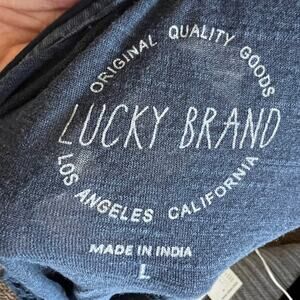 ORIGINAL QUALITY GOODS
LUCKY BRAND
LOS ANGELES CALIFORNIA
MADE IN INDIA
L